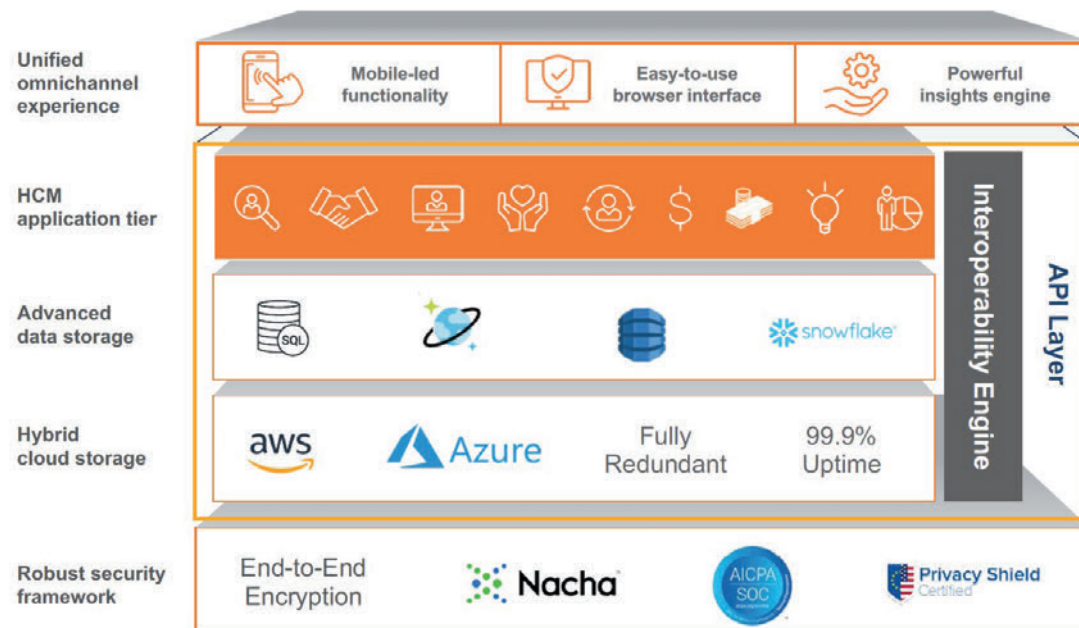 Unified
omnichannel
experience
Mobile-led
functionality
Easy-to-use
browser interface
Powerful
insights engine
HCM
application tier
$
Advanced
data storage
SQL
snowflake®
Hybrid
cloud storage
aws
Azure
Fully
Redundant
99.9%
Uptime
Interoperability Engine
API Layer
Robust security
framework
End-to-End
Encryption
Nacha
AICPA
SOC
Privacy Shield
Certified